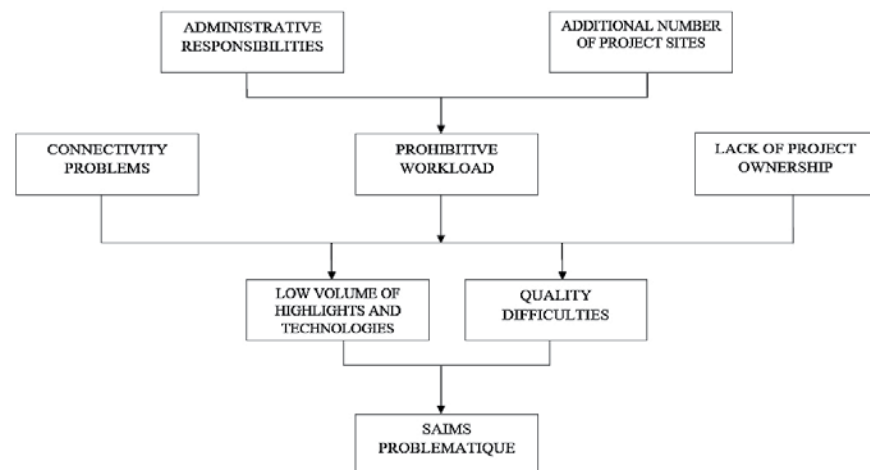 ADMINISTRATIVE
RESPONSIBILITIES
ADDITIONAL NUMBER
OF PROJECT SITES
CONNECTIVITY
PROBLEMS
PROHIBITIVE
WORKLOAD
LACK OF PROJECT
OWNERSHIP
LOW VOLUME OF
HIGHLIGHTS AND
TECHNOLOGIES
QUALITY
DIFFICULTIES
SAIMS
PROBLEMATIQUE